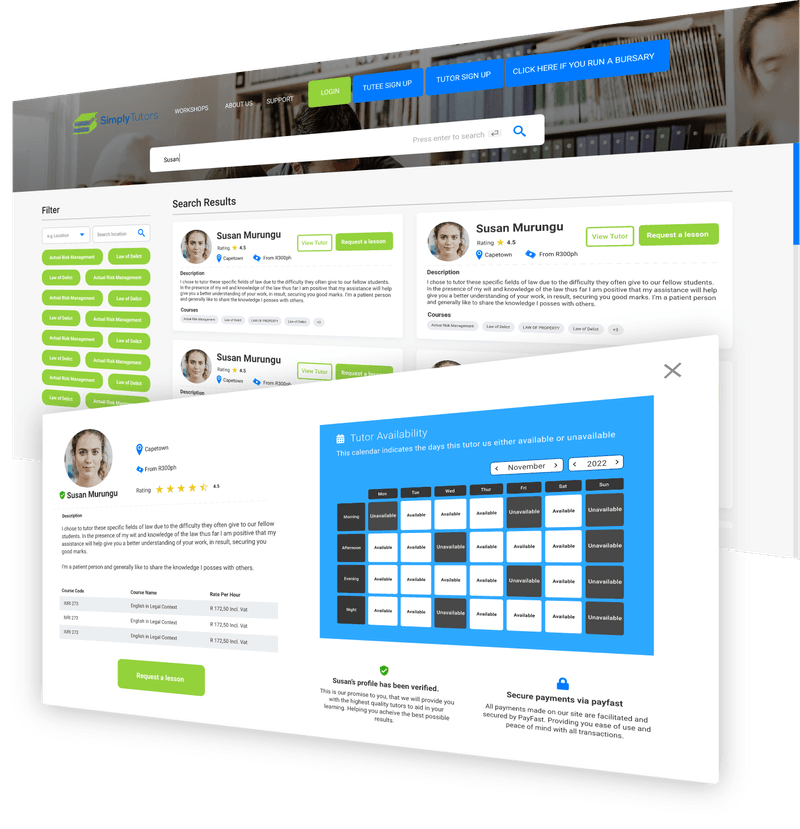 SimplyTutors
WORKSHOPS
ABOUT US
SUPPORT
LOGIN
TUTEE SIGN UP
TUTOR SIGN UP
CLICK HERE IF YOU RUN A BURSARY
Susan
Press enter to search
Filter
e.g Location
Search location
Actual Risk Management
Law of Delict
Law of Delict
Actual Risk Management
Actual Risk Management
Law of Delict
Law of Delict
Actual Risk Management
Actual Risk Management
Law of Delict
Law of Delict
Actual Risk Management
Actual Risk Management
Law of Delict
Law of Delict
Actual Risk Management
Search Results
Susan Murungu
Rating 4.5
Capetown
From R300ph
View Tutor
Request a lesson
Description
I chose to tutor these specific fields of law due to the difficulty they often give to our fellow students.
In the presence of my wit and knowledge of the law thus far I am positive that my assistance will help
give you a better understanding of your work, in result, securing you good marks. I'm a patient person
and generally like to share the knowledge I posses with others.
Courses
Actual Risk Management
Law of Delict
LAW OF PROPERTY
Law of Delict
+3
Susan Murungu
Rating 4.5
Capetown
From R300ph
View Tutor
Request a lesson
Description
I chose to tutor these specific fields of law due to the difficulty they often give to our fellow students.
In the presence of my wit and knowledge of the law thus far I am positive that my assistance will help
give you a better understanding of your work, in result, securing you good marks. I'm a patient person
and generally like to share the knowledge I posses with others.
Courses
Actual Risk Management
Law of Delict
LAW OF PROPERTY
Law of Delict
+3
Susan Murungu
Rating 4.5
Capetown
From R300ph
View Tutor
Request a lesson
Description
Susan Murungu
Capetown
From R300ph
Rating 4.5
Description
I chose to tutor these specific fields of law due to the difficulty they often give to our fellow
students. In the presence of my wit and knowledge of the law thus far I am positive that my
assistance will help give you a better understanding of your work, in result, securing you
good marks.
I'm a patient person and generally like to share the knowledge I posses with others.
Course Code Course Name Rate Per Hour
IURI 273 English in Legal Context R 172,50 Incl. Vat
IURI 273 English in Legal Context R 172,50 Incl. Vat
IURI 273 English in Legal Context R 172,50 Incl. Vat
Request a lesson
Tutor Availability
This calendar indicates the days this tutor us either available or unavailable
November
2022
Mon Tue Wed Thur Fri Sat Sun
Morning Unavailable Available Available Available Unavailable Available Unavailable
Afternoon Available Available Unavailable Available Available Available Unavailable
Evening Available Available Available Available Unavailable Available Unavailable
Night Available Available Unavailable Available Available Available Unavailable
Susan's profile has been verified.
This is our promise to you, that we will provide you
with the highest quality tutors to aid in your
learning. Helping you acheive the best possible
results.
Secure payments via payfast
All payments made on our site are facilitated and
secured by PayFast. Providing you ease of use and
peace of mind with all transactions.